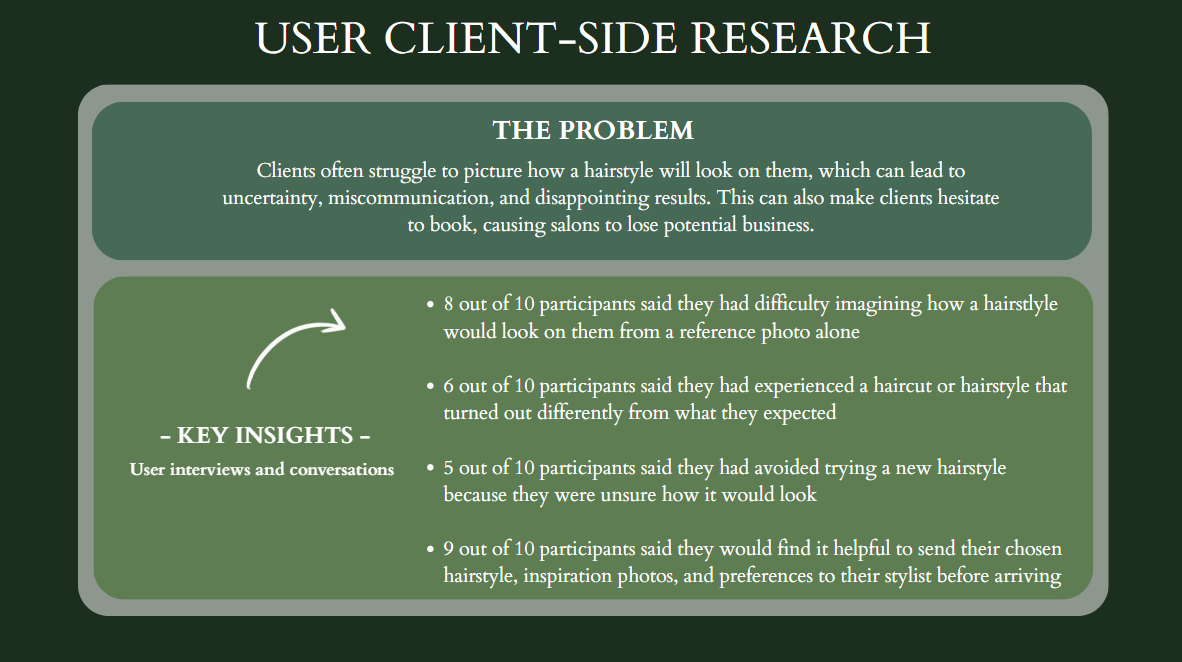 USER CLIENT-SIDE RESEARCH
THE PROBLEM
Clients often struggle to picture how a hairstyle will look on them, which can lead to
uncertainty, miscommunication, and disappointing results. This can also make clients hesitate
to book, causing salons to lose potential business.
– KEY INSIGHTS –
User interviews and conversations
• 8 out of 10 participants said they had difficulty imagining how a hairstlyle
would look on them from a reference photo alone
• 6 out of 10 participants said they had experienced a haircut or hairstyle that
turned out differently from what they expected
• 5 out of 10 participants said they had avoided trying a new hairstyle
because they were unsure how it would look
• 9 out of 10 participants said they would find it helpful to send their chosen
hairstyle, inspiration photos, and preferences to their stylist before arriving